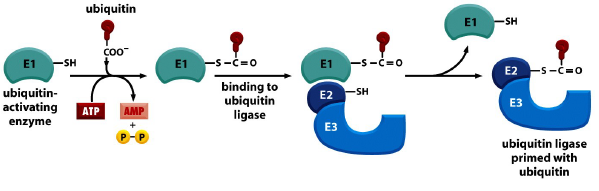 ubiquitin
COO⁻
E1 SH
ubiquitin-
activating
enzyme
ATP
AMP
+
P P
E1 S C=O
binding to
ubiquitin
ligase
E1 S C=O
E2 SH
E3
E1 SH
E2 S C=O
E3
ubiquitin ligase
primed with
ubiquitin